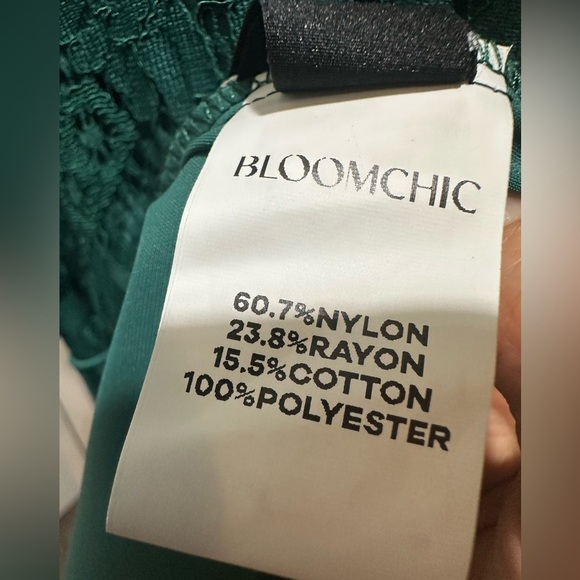 BLOOMCHIC
60.7%NYLON
23.8%RAYON
15.5%COTTON
100%POLYESTER